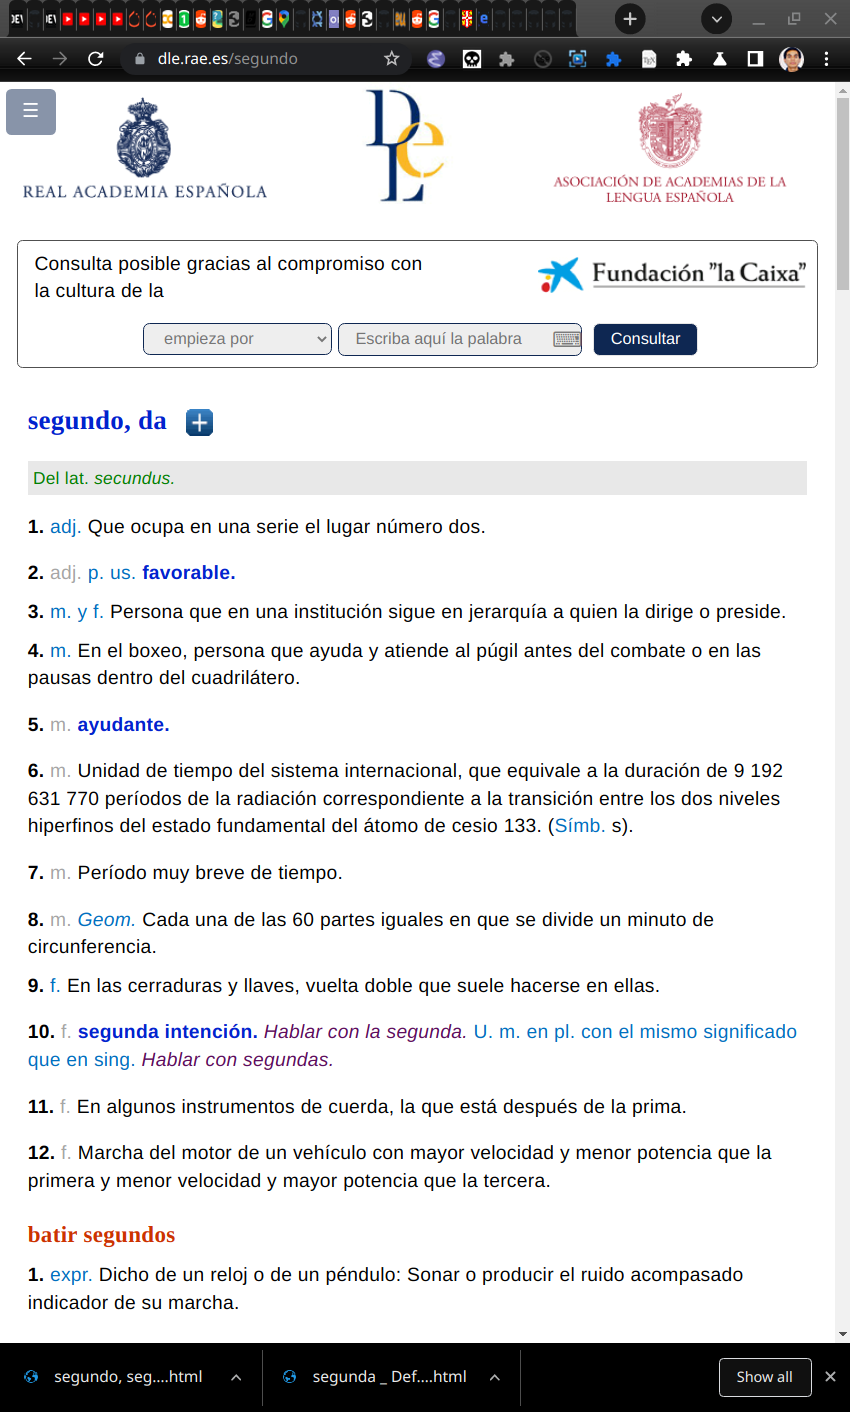 dle.rae.es/segundo
REAL ACADEMIA ESPAÑOLA
DLe
ASOCIACIÓN DE ACADEMIAS DE LA
LENGUA ESPAÑOLA
Consulta posible gracias al compromiso con
la cultura de la
Fundación "la Caixa"
empieza por
Escriba aquí la palabra
Consultar
segundo, da
Del lat. secundus.
1. adj. Que ocupa en una serie el lugar número dos.
2. adj. p. us. favorable.
3. m. y f. Persona que en una institución sigue en jerarquía a quien la dirige o preside.
4. m. En el boxeo, persona que ayuda y atiende al púgil antes del combate o en las
pausas dentro del cuadrilátero.
5. m. ayudante.
6. m. Unidad de tiempo del sistema internacional, que equivale a la duración de 9 192
631 770 períodos de la radiación correspondiente a la transición entre los dos niveles
hiperfinos del estado fundamental del átomo de cesio 133. (Símb. s).
7. m. Período muy breve de tiempo.
8. m. Geom. Cada una de las 60 partes iguales en que se divide un minuto de
circunferencia.
9. f. En las cerraduras y llaves, vuelta doble que suele hacerse en ellas.
10. f. segunda intención. Hablar con la segunda. U. m. en pl. con el mismo significado
que en sing. Hablar con segundas.
11. f. En algunos instrumentos de cuerda, la que está después de la prima.
12. f. Marcha del motor de un vehículo con mayor velocidad y menor potencia que la
primera y menor velocidad y mayor potencia que la tercera.
batir segundos
1. expr. Dicho de un reloj o de un péndulo: Sonar o producir el ruido acompasado
indicador de su marcha.
segundo, seg....html
segunda _ Def....html
Show all